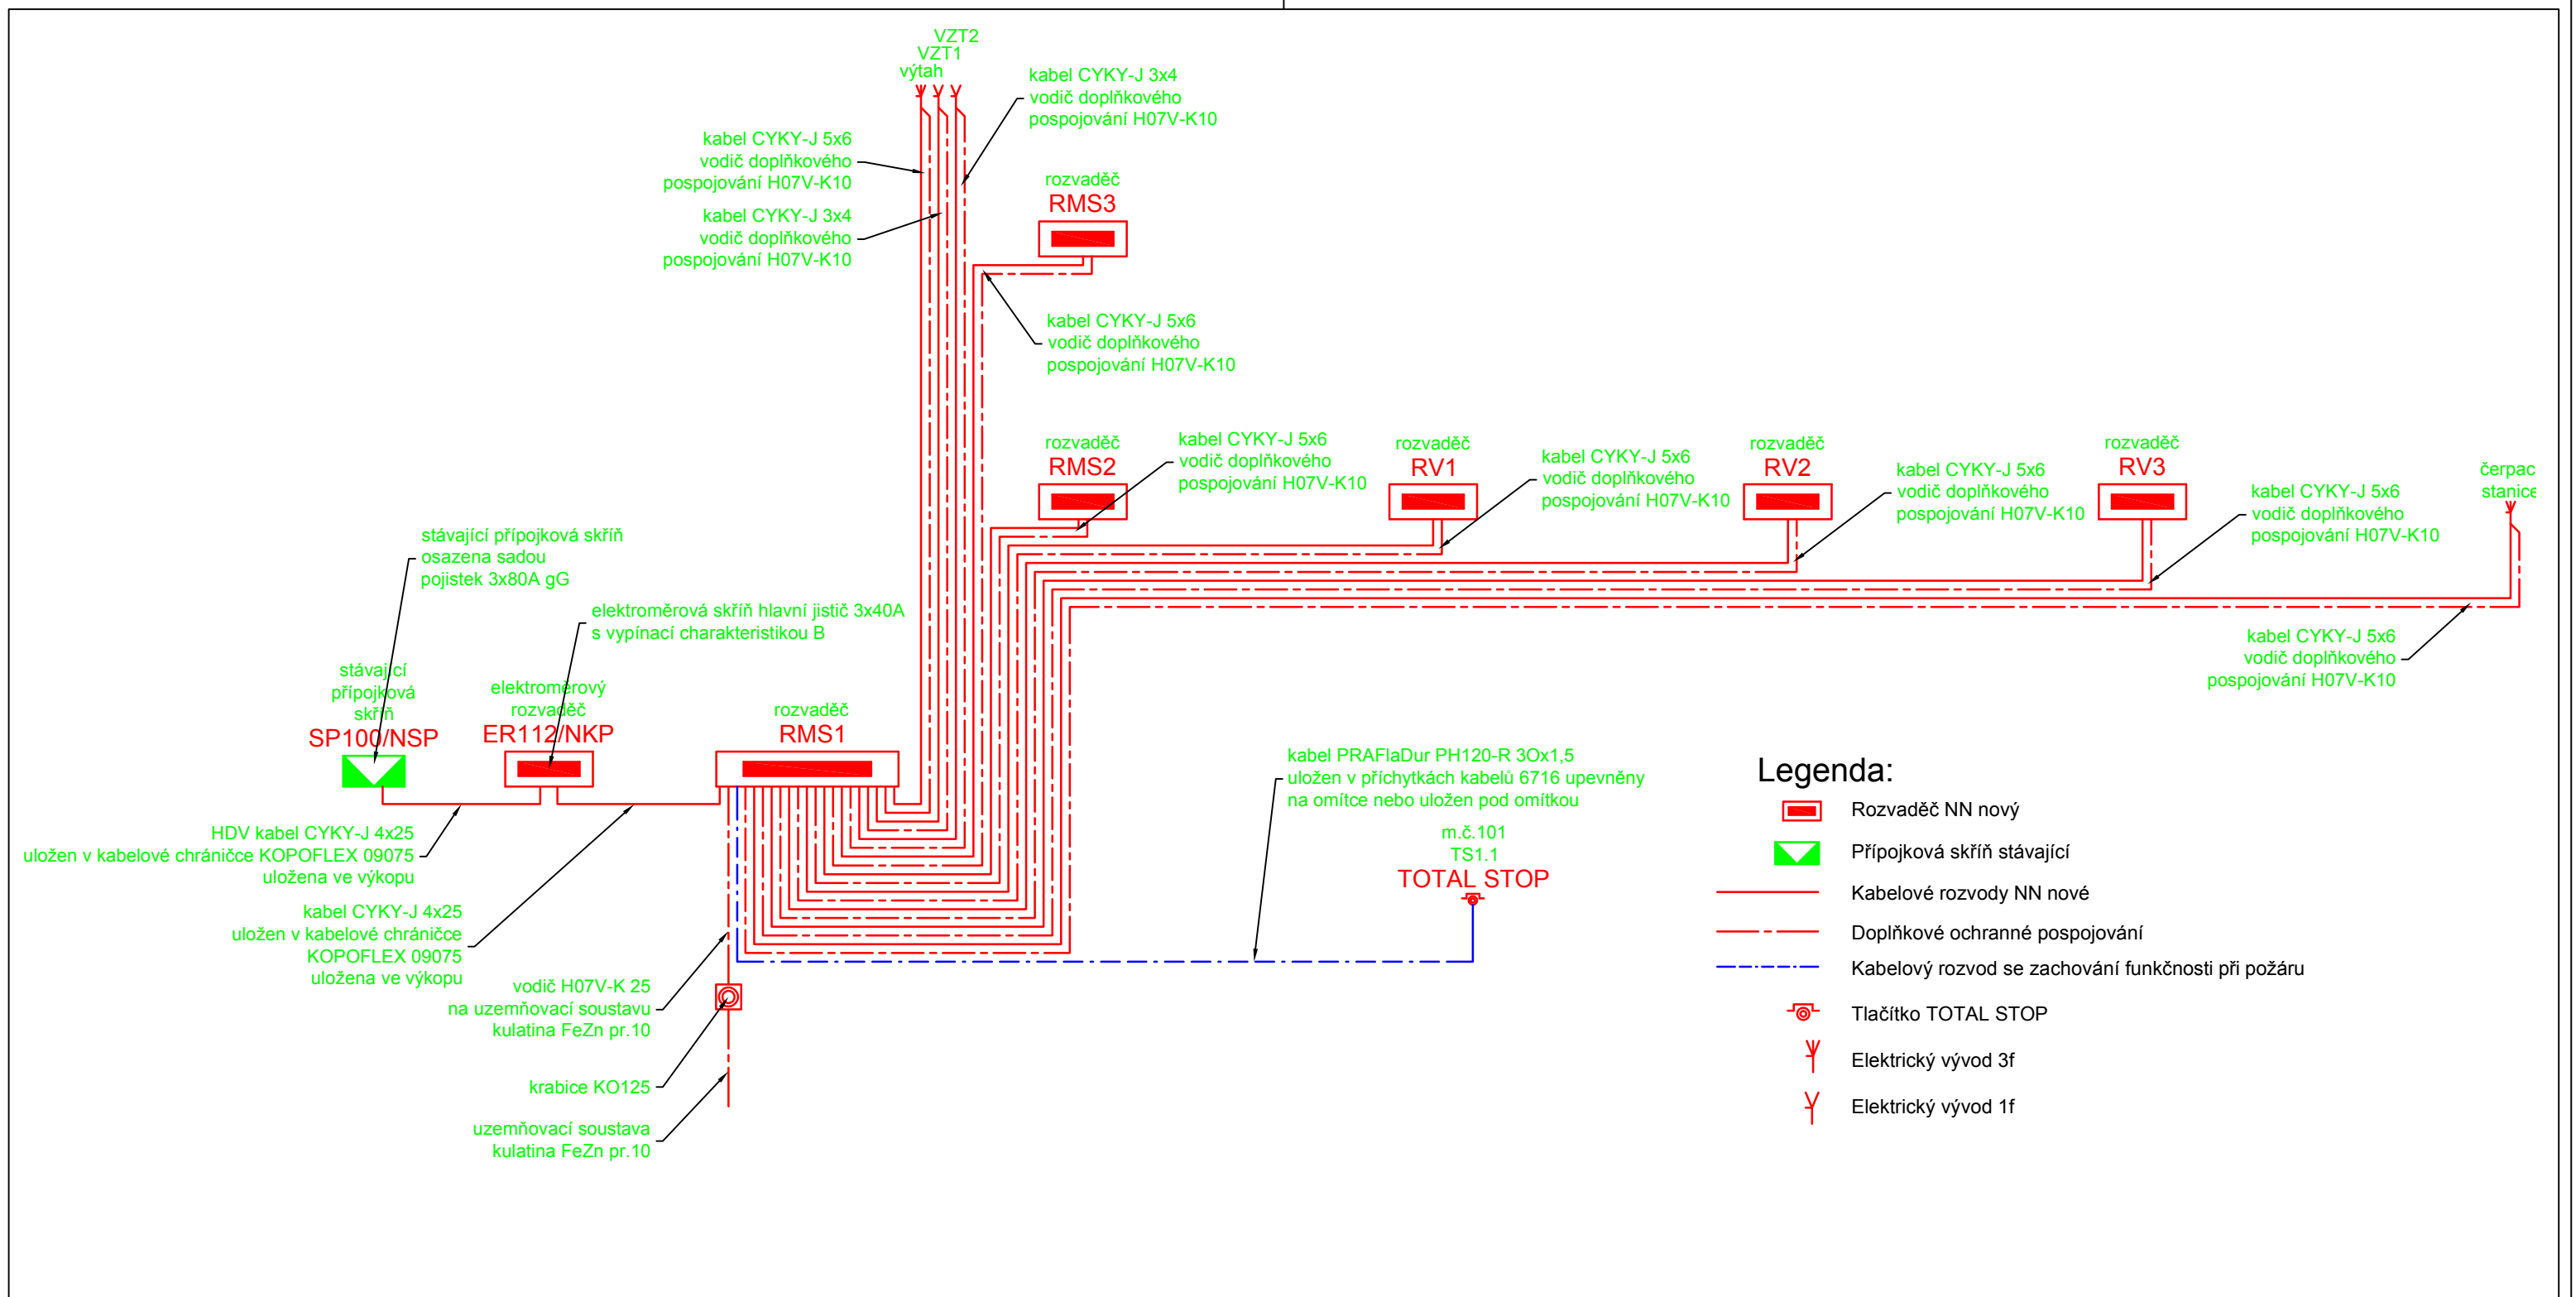 VZT2
VZT1
výtah
kabel CYKY-J 3x4
vodič doplňkového
pospojování H07V-K10
kabel CYKY-J 5x6
vodič doplňkového
pospojování H07V-K10
kabel CYKY-J 3x4
vodič doplňkového
pospojování H07V-K10
rozvaděč
RMS3
kabel CYKY-J 5x6
vodič doplňkového
pospojování H07V-K10
rozvaděč
RMS2
kabel CYKY-J 5x6
vodič doplňkového
pospojování H07V-K10
rozvaděč
RV1
kabel CYKY-J 5x6
vodič doplňkového
pospojování H07V-K10
rozvaděč
RV2
kabel CYKY-J 5x6
vodič doplňkového
pospojování H07V-K10
rozvaděč
RV3
kabel CYKY-J 5x6
vodič doplňkového
pospojování H07V-K10
čerpac
stanice
kabel CYKY-J 5x6
vodič doplňkového
pospojování H07V-K10
stávající přípojková skříň
osazena sadou
pojistek 3x80A gG
elektroměrová skříň hlavní jistič 3x40A
s vypínací charakteristikou B
stávající
přípojková
skříň
SP100/NSP
elektroměrový
rozvaděč
ER112/NKP
rozvaděč
RMS1
HDV kabel CYKY-J 4x25
uložen v kabelové chráničce KOPOFLEX 09075
uložena ve výkopu
kabel CYKY-J 4x25
uložen v kabelové chráničce
KOPOFLEX 09075
uložena ve výkopu
vodič H07V-K 25
na uzemňovací soustavu
kulatina FeZn pr.10
krabice KO125
uzemňovací soustava
kulatina FeZn pr.10
kabel PRAFlaDur PH120-R 3Ox1,5
uložen v příchytkách kabelů 6716 upevněny
na omítce nebo uložen pod omítkou
m.č.101
TS1.1
TOTAL STOP
Legenda:
Rozvaděč NN nový
Přípojková skříň stávající
Kabelové rozvody NN nové
Doplňkové ochranné pospojování
Kabelový rozvod se zachování funkčnosti při požáru
Tlačítko TOTAL STOP
Elektrický vývod 3f
Elektrický vývod 1f